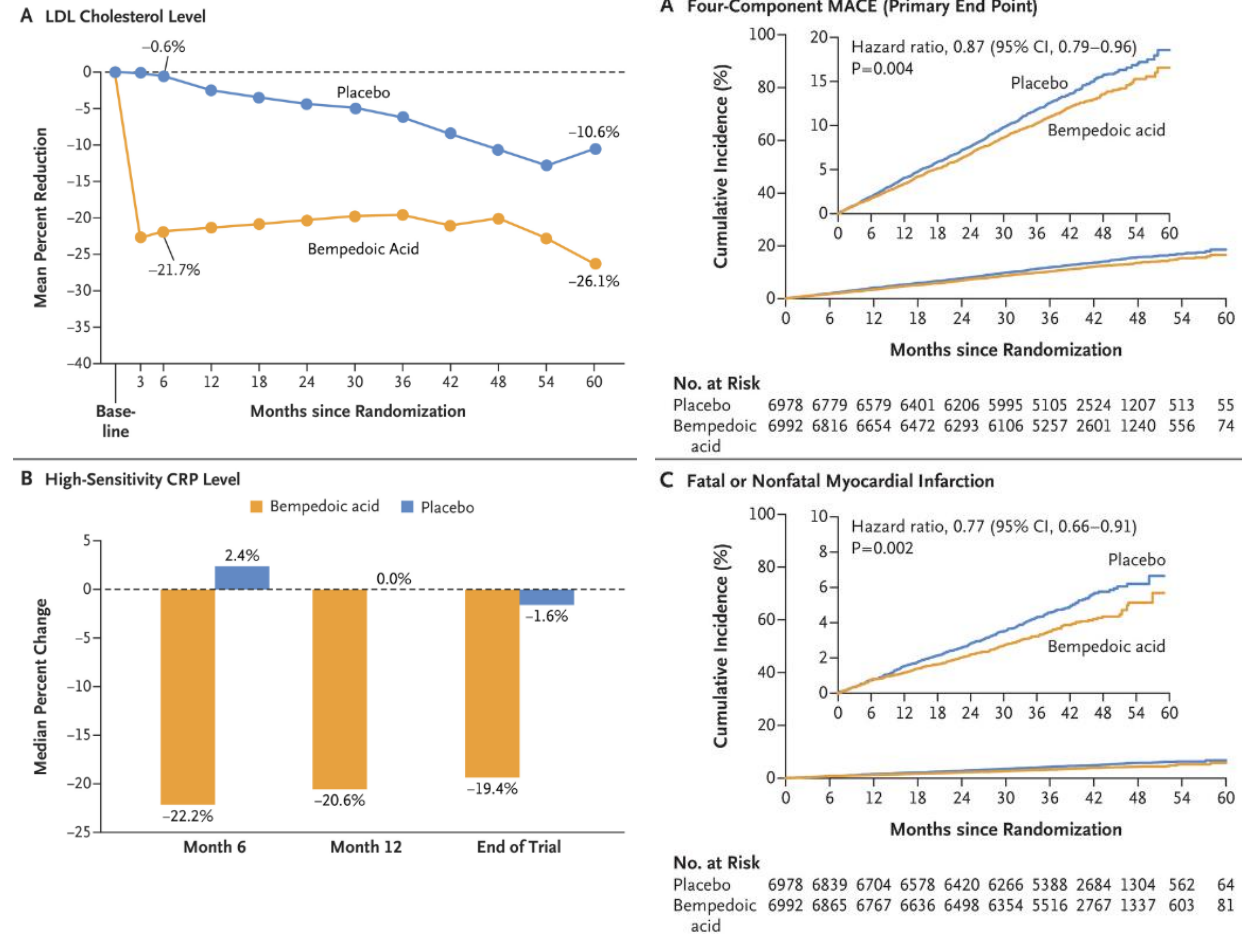 A LDL Cholesterol Level
−0.6%
0
−5
−10
−15
−20
−25
−30
−35
−40
Mean Percent Reduction
Placebo
−10.6%
Bempedoic Acid
−21.7%
−26.1%
3 6 12 18 24 30 36 42 48 54 60
Base-
line
Months since Randomization
B High-Sensitivity CRP Level
Bempedoic acid Placebo
5
0
−5
−10
−15
−20
−25
Median Percent Change
2.4%
0.0%
−1.6%
−22.2%
−20.6%
−19.4%
Month 6 Month 12 End of Trial
A Four-Component MACE (Primary End Point)
100
80
60
40
20
0
Cumulative Incidence (%)
20
15
10
5
0
Hazard ratio, 0.87 (95% CI, 0.79–0.96)
P=0.004
Placebo
Bempedoic acid
0 6 12 18 24 30 36 42 48 54 60
0 6 12 18 24 30 36 42 48 54 60
Months since Randomization
No. at Risk
Placebo 6978 6779 6579 6401 6206 5995 5105 2524 1207 513 55
Bempedoic 6992 6816 6654 6472 6293 6106 5257 2601 1240 556 74
acid
C Fatal or Nonfatal Myocardial Infarction
100
80
60
40
20
0
Cumulative Incidence (%)
10
8
6
4
2
0
Hazard ratio, 0.77 (95% CI, 0.66–0.91)
P=0.002
Placebo
Bempedoic acid
0 6 12 18 24 30 36 42 48 54 60
0 6 12 18 24 30 36 42 48 54 60
Months since Randomization
No. at Risk
Placebo 6978 6839 6704 6578 6420 6266 5388 2684 1304 562 64
Bempedoic 6992 6865 6767 6636 6498 6354 5516 2767 1337 603 81
acid